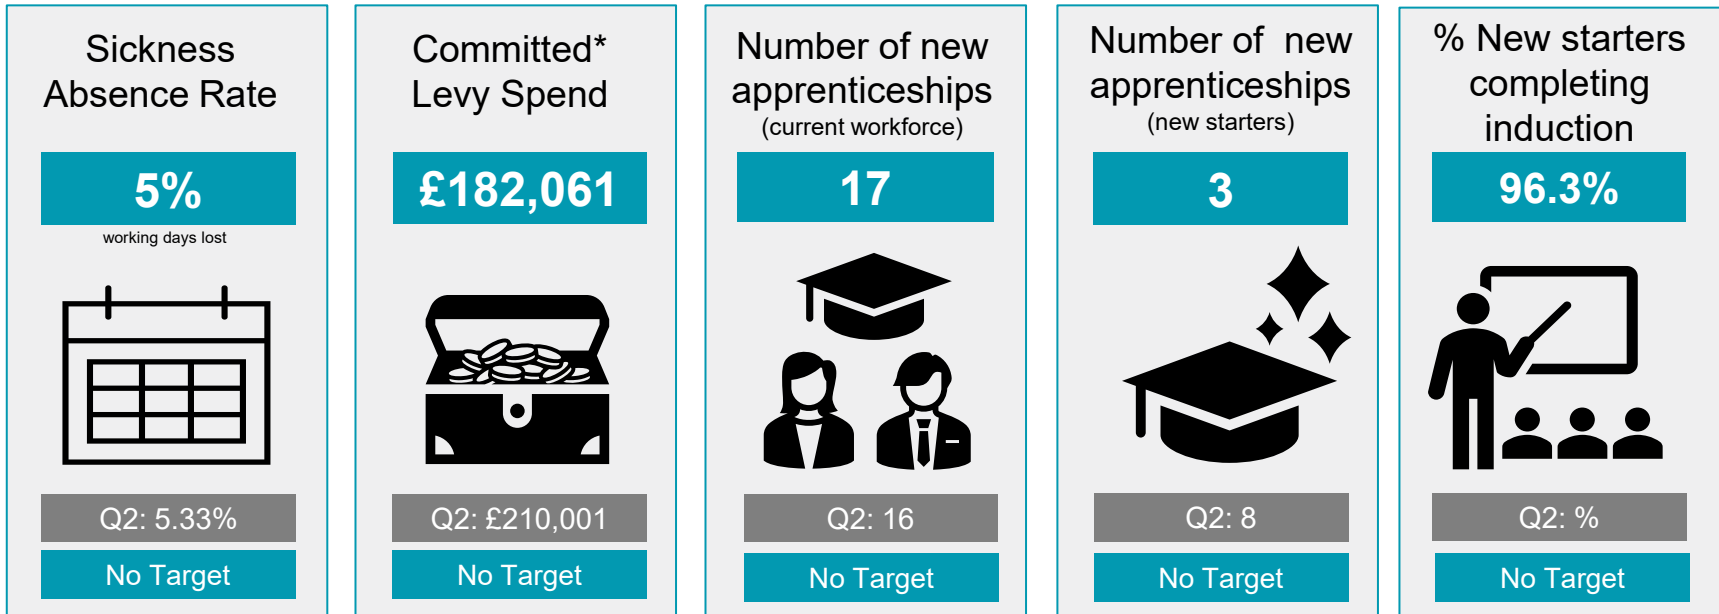 Sickness
Absence Rate
5%
working days lost
Q2: 5.33%
No Target
Committed*
Levy Spend
£182,061
Q2: £210,001
No Target
Number of new
apprenticeships
(current workforce)
17
Q2: 16
No Target
Number of  new
apprenticeships
(new starters)
3
Q2: 8
No Target
% New starters
completing
induction
96.3%
Q2: %
No Target